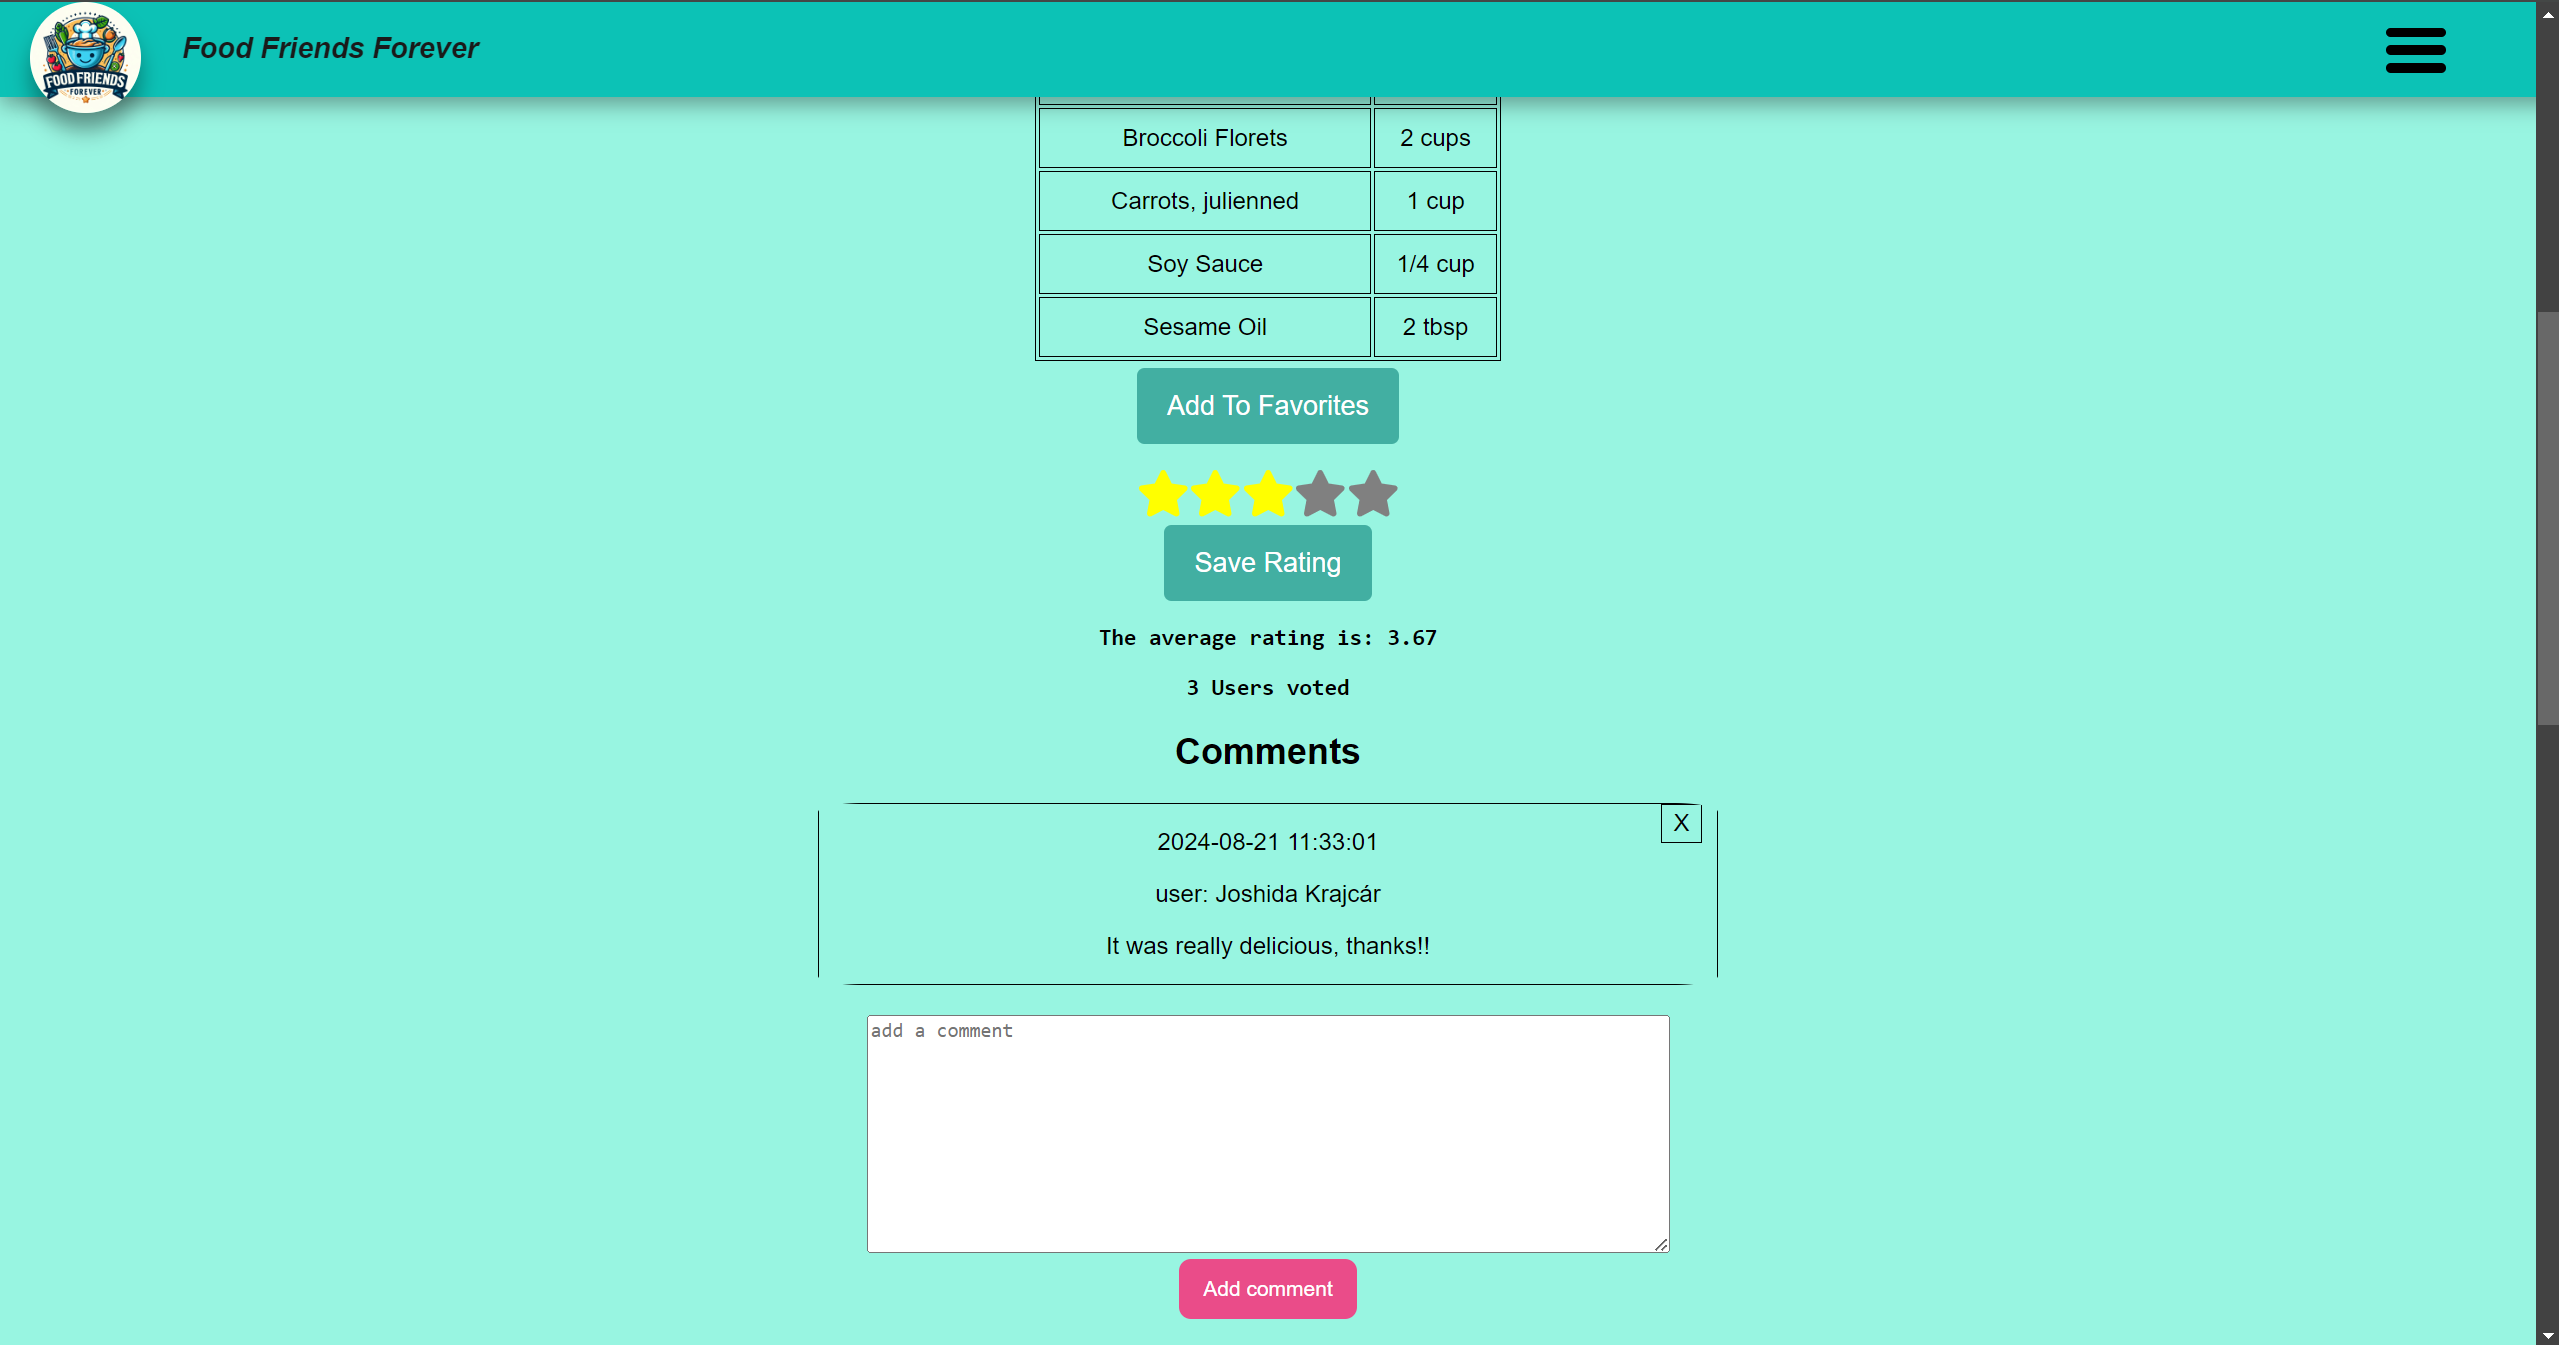 FOOD FRIENDS
FOREVER
Food Friends Forever
Broccoli Florets 2 cups
Carrots, julienned 1 cup
Soy Sauce 1/4 cup
Sesame Oil 2 tbsp
Add To Favorites
Save Rating
The average rating is: 3.67
3 Users voted
Comments
X
2024-08-21 11:33:01
user: Joshida Krajcár
It was really delicious, thanks!!
add a comment
Add comment